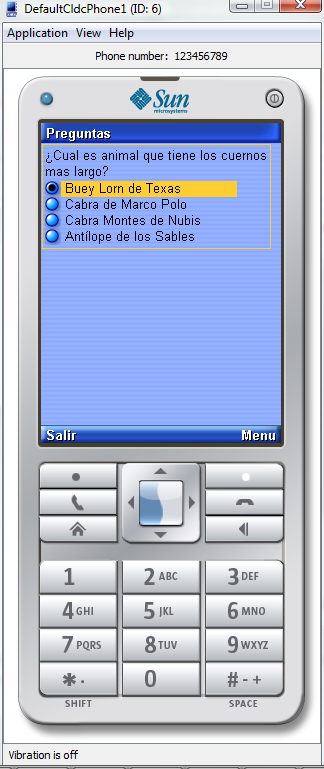 DefaultCldcPhone1 (ID: 6)
Application View Help
Phone number: 123456789
Sun
microsystems
Preguntas
¿Cual es animal que tiene los cuernos
mas largo?
Buey Lorn de Texas
Cabra de Marco Polo
Cabra Montes de Nubis
Antílope de los Sables
Salir Menu
1 2 ABC 3 DEF
4 GHI 5 JKL 6 MNO
7 PQRS 8 TUV 9 WXYZ
* . 0 # - +
SHIFT SPACE
Vibration is off